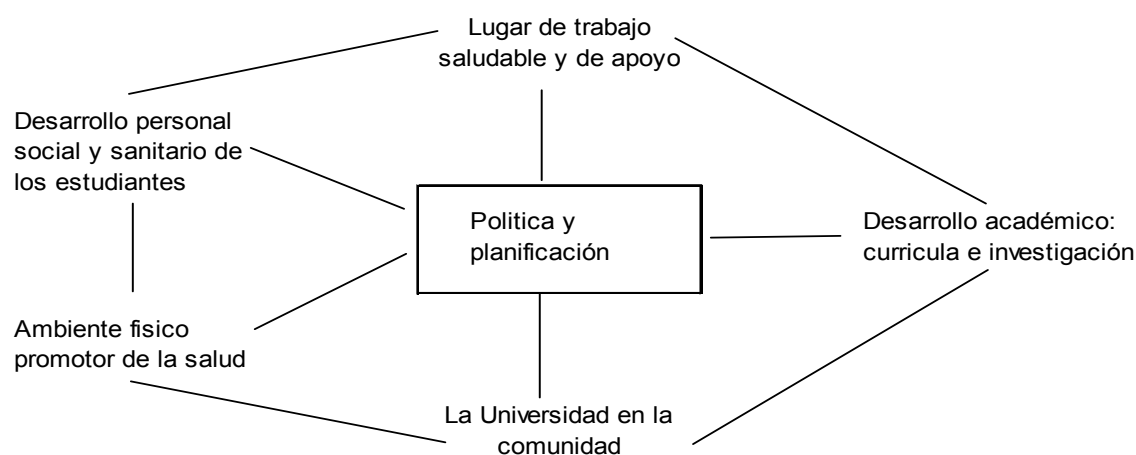 Lugar de trabajo
saludable y de apoyo
Desarrollo personal
social y sanitario de
los estudiantes
Politica y
planificación
Desarrollo académico:
curricula e investigación
Ambiente fisico
promotor de la salud
La Universidad en la
comunidad